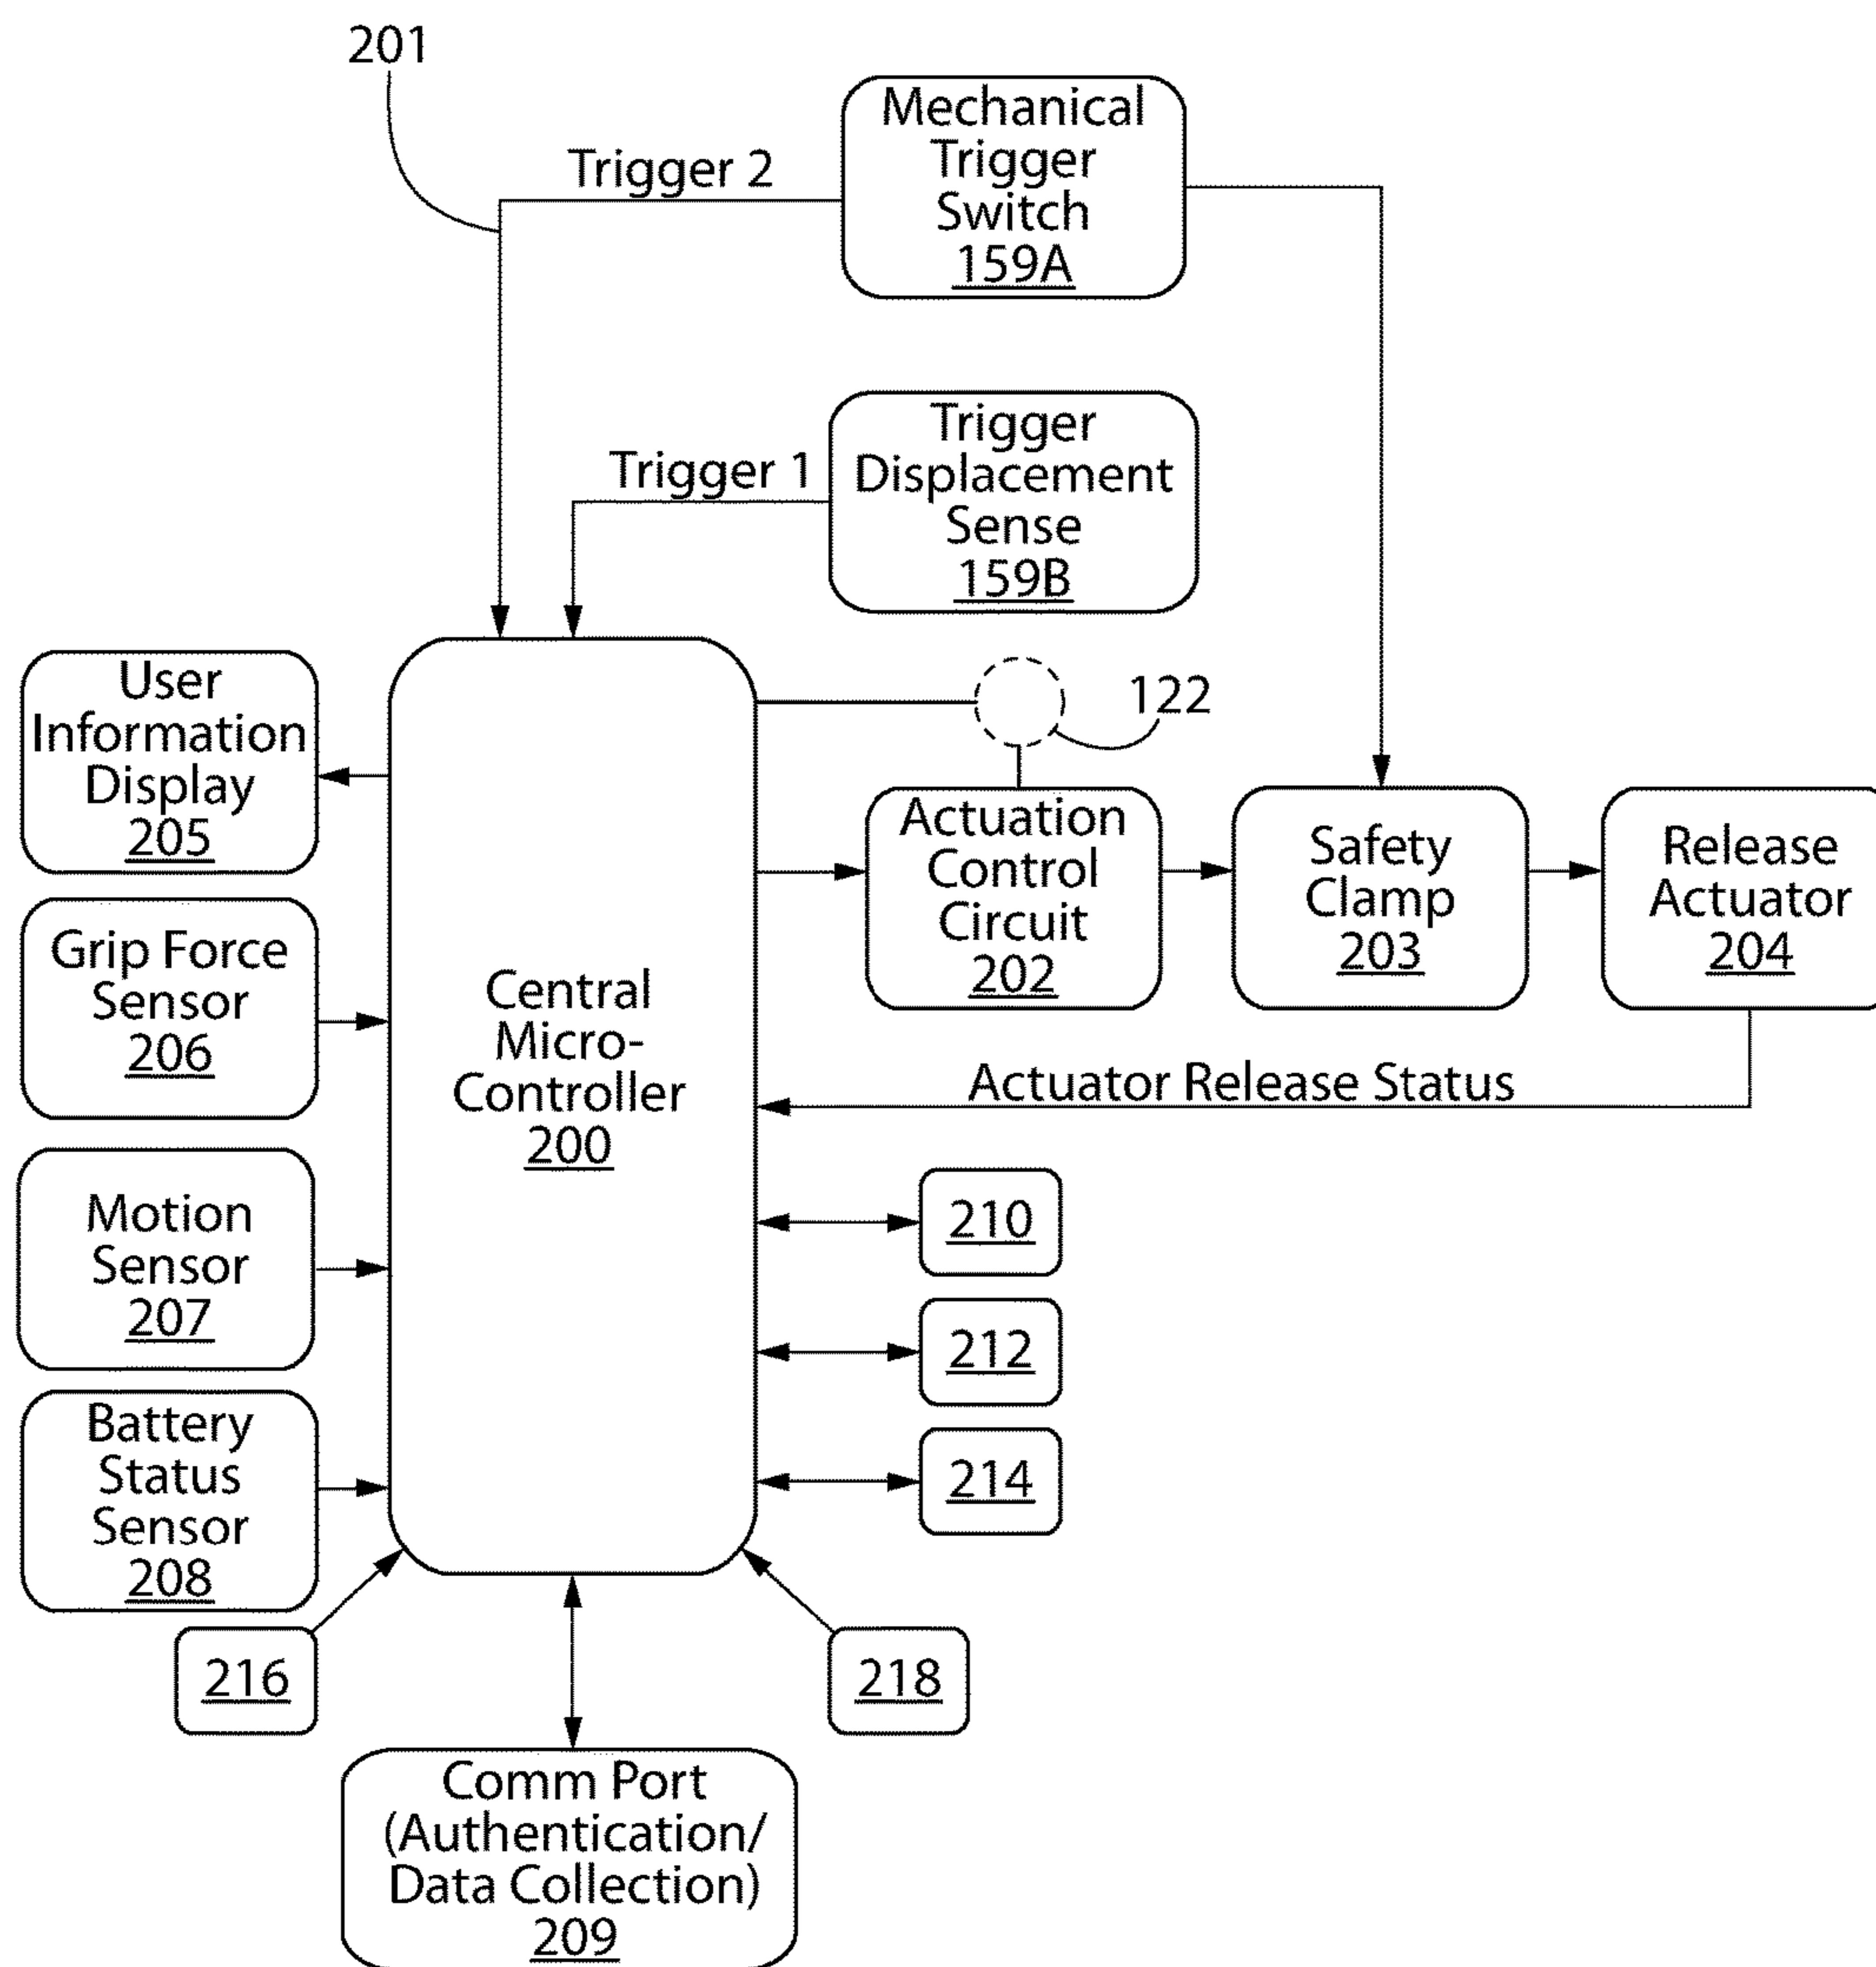 201
Mechanical
Trigger
Switch
159A
Trigger 2
Trigger
Displacement
Sense
159B
Trigger 1
User
Information
Display
205
122
Actuation
Control
Circuit
202
Safety
Clamp
203
Release
Actuator
204
Grip Force
Sensor
206
Central
Micro-
Controller
200
Actuator Release Status
Motion
Sensor
207
210
212
214
Battery
Status
Sensor
208
216
218
Comm Port
(Authentication/
Data Collection)
209